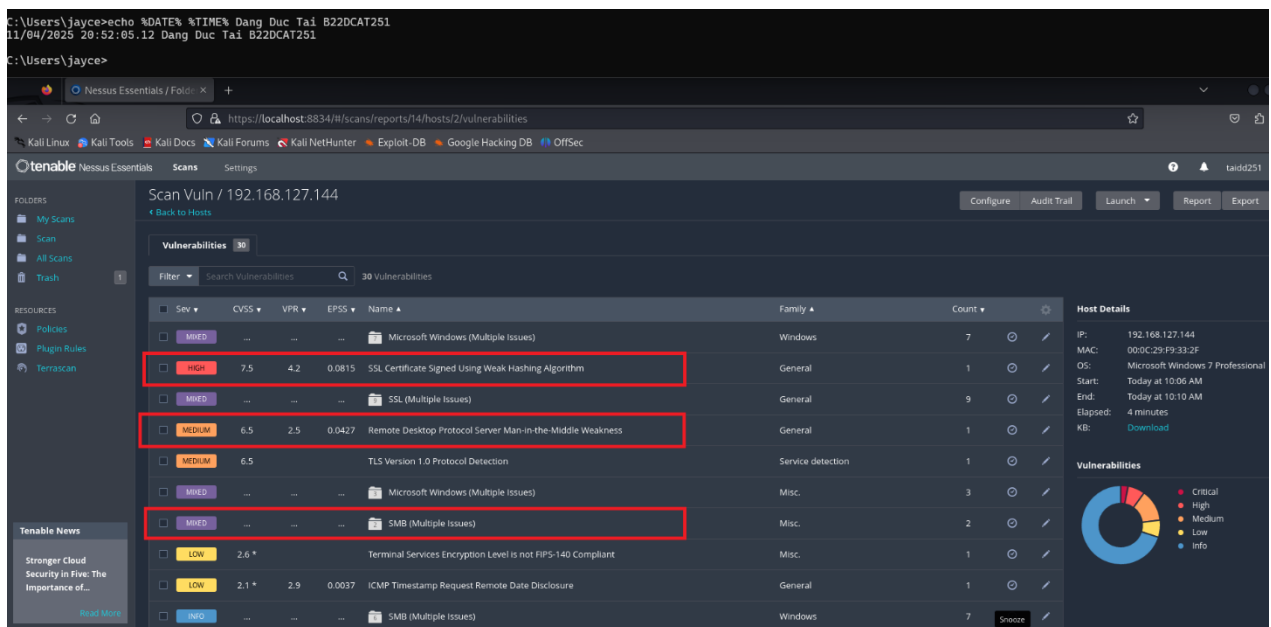 C:\Users\jayce>echo %DATE% %TIME% Dang Duc Tai B22DCAT251
11/04/2025 20:52:05.12 Dang Duc Tai B22DCAT251
C:\Users\jayce>
Nessus Essentials / Folde × +
https://localhost:8834/#/scans/reports/14/hosts/2/vulnerabilities
Kali Linux Kali Tools Kali Docs Kali Forums Kali NetHunter Exploit-DB Google Hacking DB OffSec
tenable Nessus Essentials Scans Settings taidd251
FOLDERS
My Scans
Scan
All Scans
Trash 1
RESOURCES
Policies
Plugin Rules
Terrascan
Tenable News
Stronger Cloud
Security in Five: The
Importance of...
Read More
Scan Vuln / 192.168.127.144
Back to Hosts
Configure Audit Trail Launch Report Export
Vulnerabilities 30
Filter Search Vulnerabilities 30 Vulnerabilities
Sev CVSS VPR EPSS Name Family Count
MIXED ... ... ... 7 Microsoft Windows (Multiple Issues) Windows 7
HIGH 7.5 4.2 0.0815 SSL Certificate Signed Using Weak Hashing Algorithm General 1
MIXED ... ... ... SSL (Multiple Issues) General 9
MEDIUM 6.5 2.5 0.0427 Remote Desktop Protocol Server Man-in-the-Middle Weakness General 1
MEDIUM 6.5 TLS Version 1.0 Protocol Detection Service detection 1
MIXED ... ... ... Microsoft Windows (Multiple Issues) Misc. 3
MIXED ... ... ... 2 SMB (Multiple Issues) Misc. 2
LOW 2.6 * Terminal Services Encryption Level is not FIPS-140 Compliant Misc. 1
LOW 2.1 * 2.9 0.0037 ICMP Timestamp Request Remote Date Disclosure General 1
INFO ... ... ... SMB (Multiple Issues) Windows 7
Snooze
Host Details
IP: 192.168.127.144
MAC: 00:0C:29:F9:33:2F
OS: Microsoft Windows 7 Professional
Start: Today at 10:06 AM
End: Today at 10:10 AM
Elapsed: 4 minutes
KB: Download
Vulnerabilities
Critical
High
Medium
Low
Info